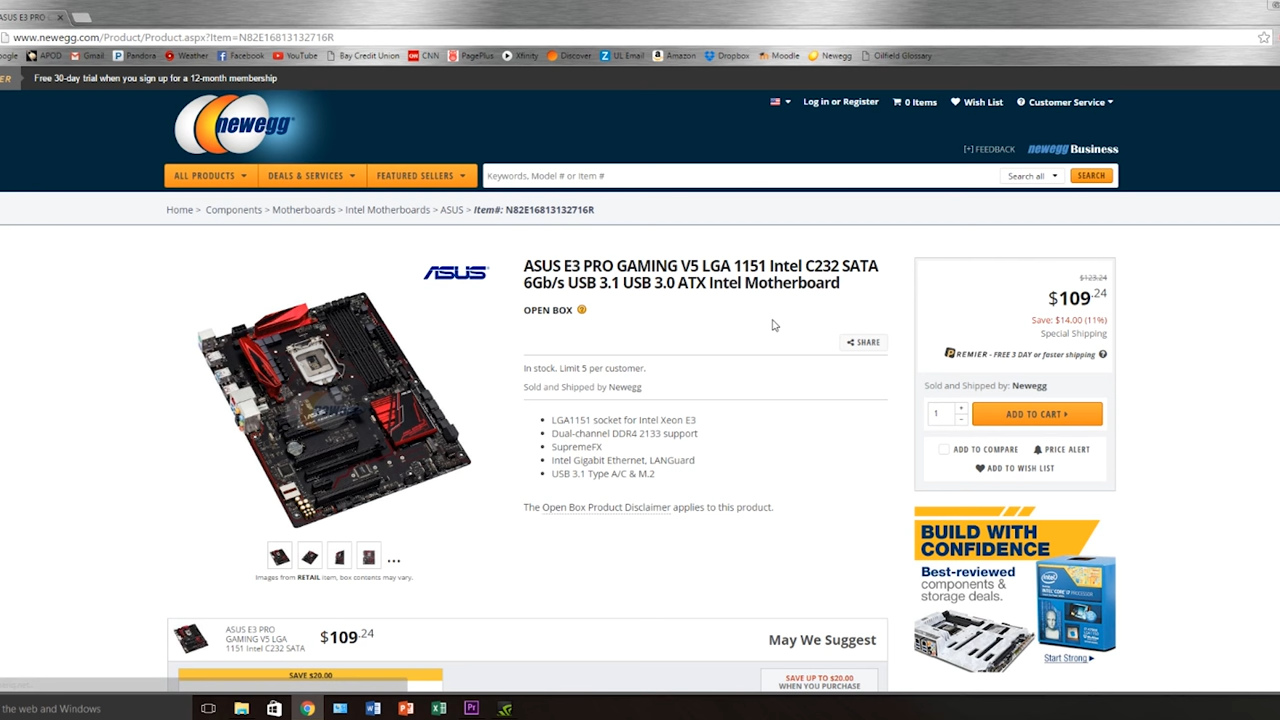 ASUS E3 PRO
www.newegg.com/Product/Product.aspx?Item=N82E16813132716R
APOD Gmail Pandora Weather Facebook YouTube Bay Credit Union CNN PagePlus Xfinity Discover UL Email Amazon Dropbox Moodle Newegg Oilfield Glossary
Free 30-day trial when you sign up for a 12-month membership
newegg
Log in or Register 0 Items Wish List Customer Service
[+] FEEDBACK newegg Business
ALL PRODUCTS DEALS & SERVICES FEATURED SELLERS Keywords, Model # or Item # Search all SEARCH
Home > Components > Motherboards > Intel Motherboards > ASUS > Item#: N82E16813132716R
ASUS
ASUS E3 PRO GAMING V5 LGA 1151 Intel C232 SATA
6Gb/s USB 3.1 USB 3.0 ATX Intel Motherboard
OPEN BOX ?
SHARE
In stock. Limit 5 per customer.
Sold and Shipped by Newegg
• LGA1151 socket for Intel Xeon E3
• Dual-channel DDR4 2133 support
• SupremeFX
• Intel Gigabit Ethernet, LANGuard
• USB 3.1 Type A/C & M.2
The Open Box Product Disclaimer applies to this product.
...
Images from RETAIL item, box contents may vary.
$123.24
$109.24
Save: $14.00 (11%)
Special Shipping
PREMIER - FREE 3 DAY or faster shipping ?
Sold and Shipped by: Newegg
1 + - ADD TO CART
ADD TO COMPARE PRICE ALERT
ADD TO WISH LIST
BUILD WITH
CONFIDENCE
Best-reviewed
components &
storage deals.
Start Strong
ASUS E3 PRO
GAMING V5 LGA
1151 Intel C232 SATA
$109.24
May We Suggest
SAVE $20.00
SAVE UP TO $20.00
WHEN YOU PURCHASE
the web and Windows